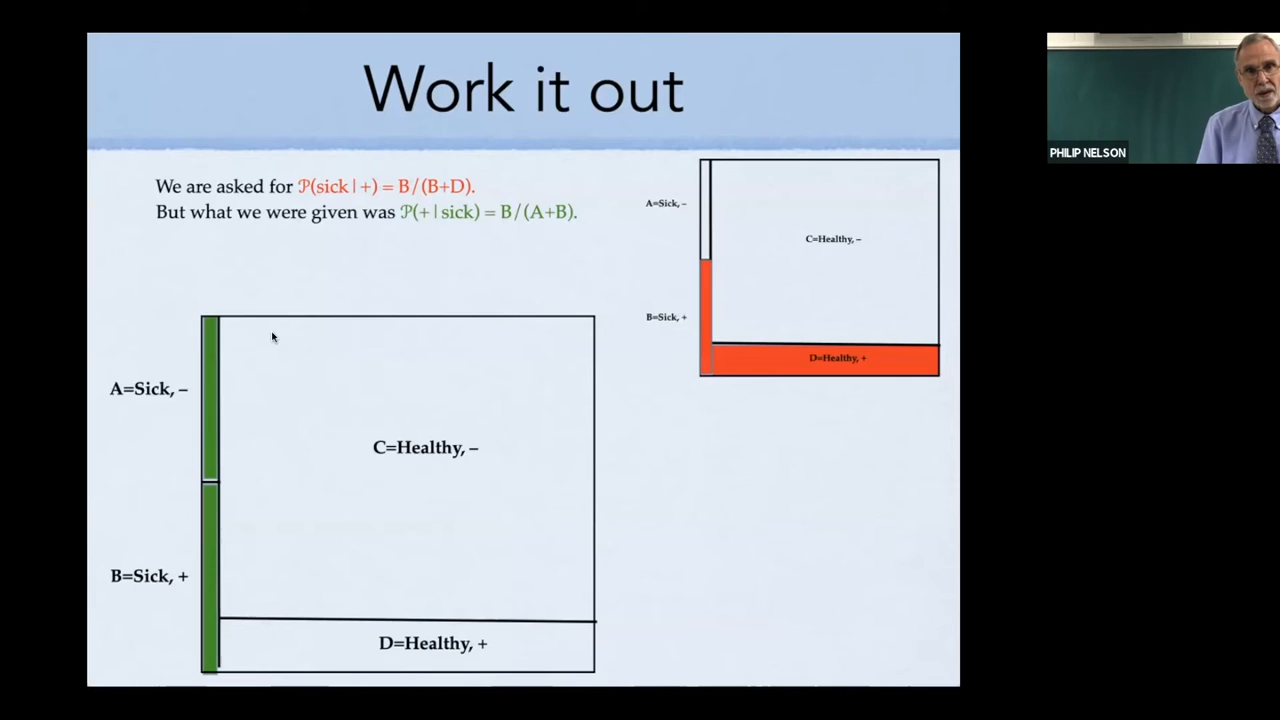 Work it out
We are asked for 𝒫(sick | +) = B/(B+D).
But what we were given was 𝒫(+ | sick) = B/(A+B).
A=Sick, –
C=Healthy, –
B=Sick, +
D=Healthy, +
A=Sick, –
C=Healthy, –
B=Sick, +
D=Healthy, +
PHILIP NELSON